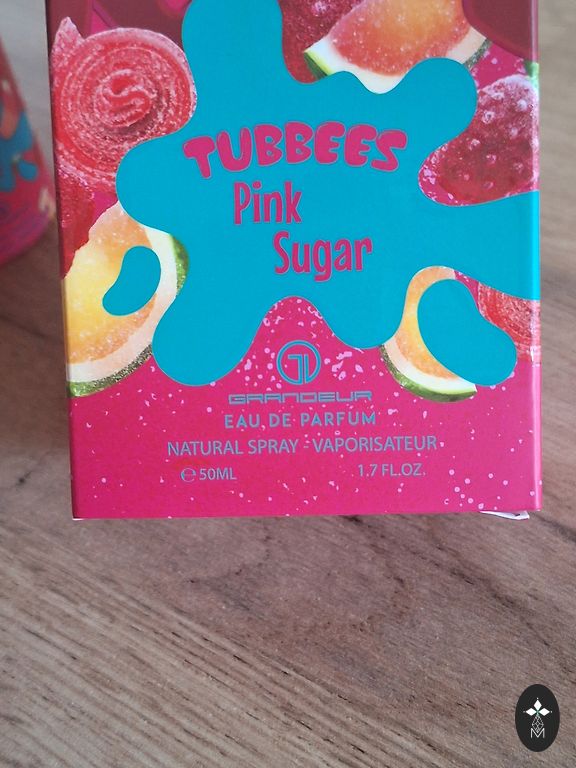 TUBBEES
Pink
Sugar
GRANDEUR
EAU DE PARFUM
NATURAL SPRAY - VAPORISATEUR
℮ 50ML 1.7 FL.OZ.
M